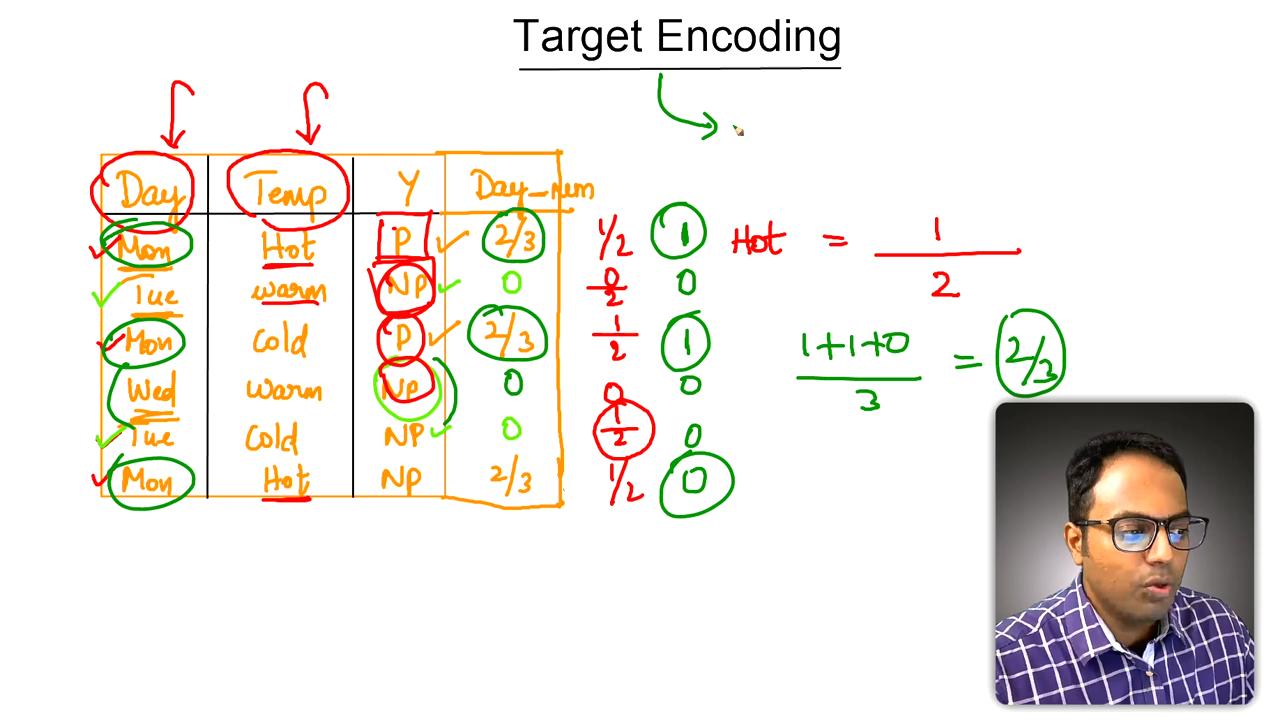 Target Encoding
Day Temp Y Day_num
Mon Hot P 2/3 1/2 1 Hot = 1/2
Tue warm NP 0 0/2 0
Mon Cold P 2/3 1/2 1 1+1+0/3 = 2/3
Wed warm NP 0 0 0
Tue Cold NP 0 1/2 0
Mon Hot NP 2/3 1/2 0